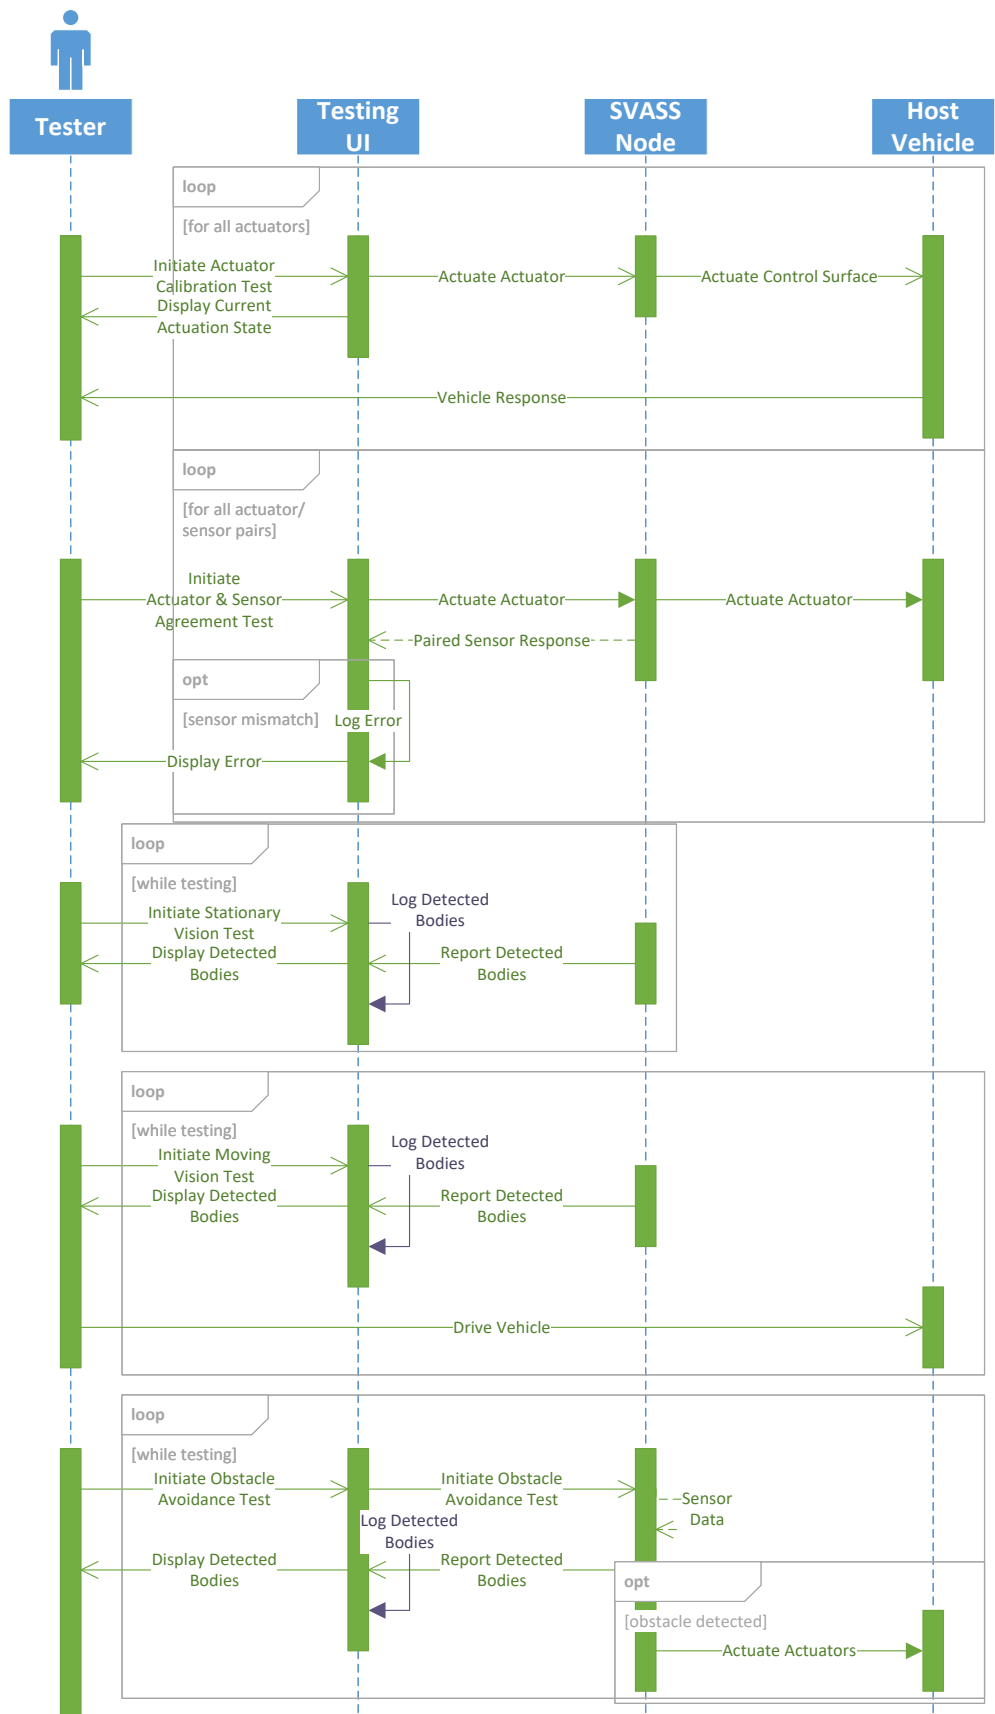 Tester
Testing
UI
SVASS
Node
Host
Vehicle
loop
[for all actuators]
Initiate Actuator
Calibration Test
Actuate Actuator
Actuate Control Surface
Display Current
Actuation State
Vehicle Response
loop
[for all actuator/
sensor pairs]
Initiate
Actuator & Sensor
Agreement Test
Actuate Actuator
Actuate Actuator
Paired Sensor Response
opt
[sensor mismatch]
Log Error
Display Error
loop
[while testing]
Initiate Stationary
Vision Test
Log Detected
Bodies
Display Detected
Bodies
Report Detected
Bodies
loop
[while testing]
Initiate Moving
Vision Test
Log Detected
Bodies
Display Detected
Bodies
Report Detected
Bodies
Drive Vehicle
loop
[while testing]
Initiate Obstacle
Avoidance Test
Initiate Obstacle
Avoidance Test
Sensor
Data
Log Detected
Bodies
Display Detected
Bodies
Report Detected
Bodies
opt
[obstacle detected]
Actuate Actuators